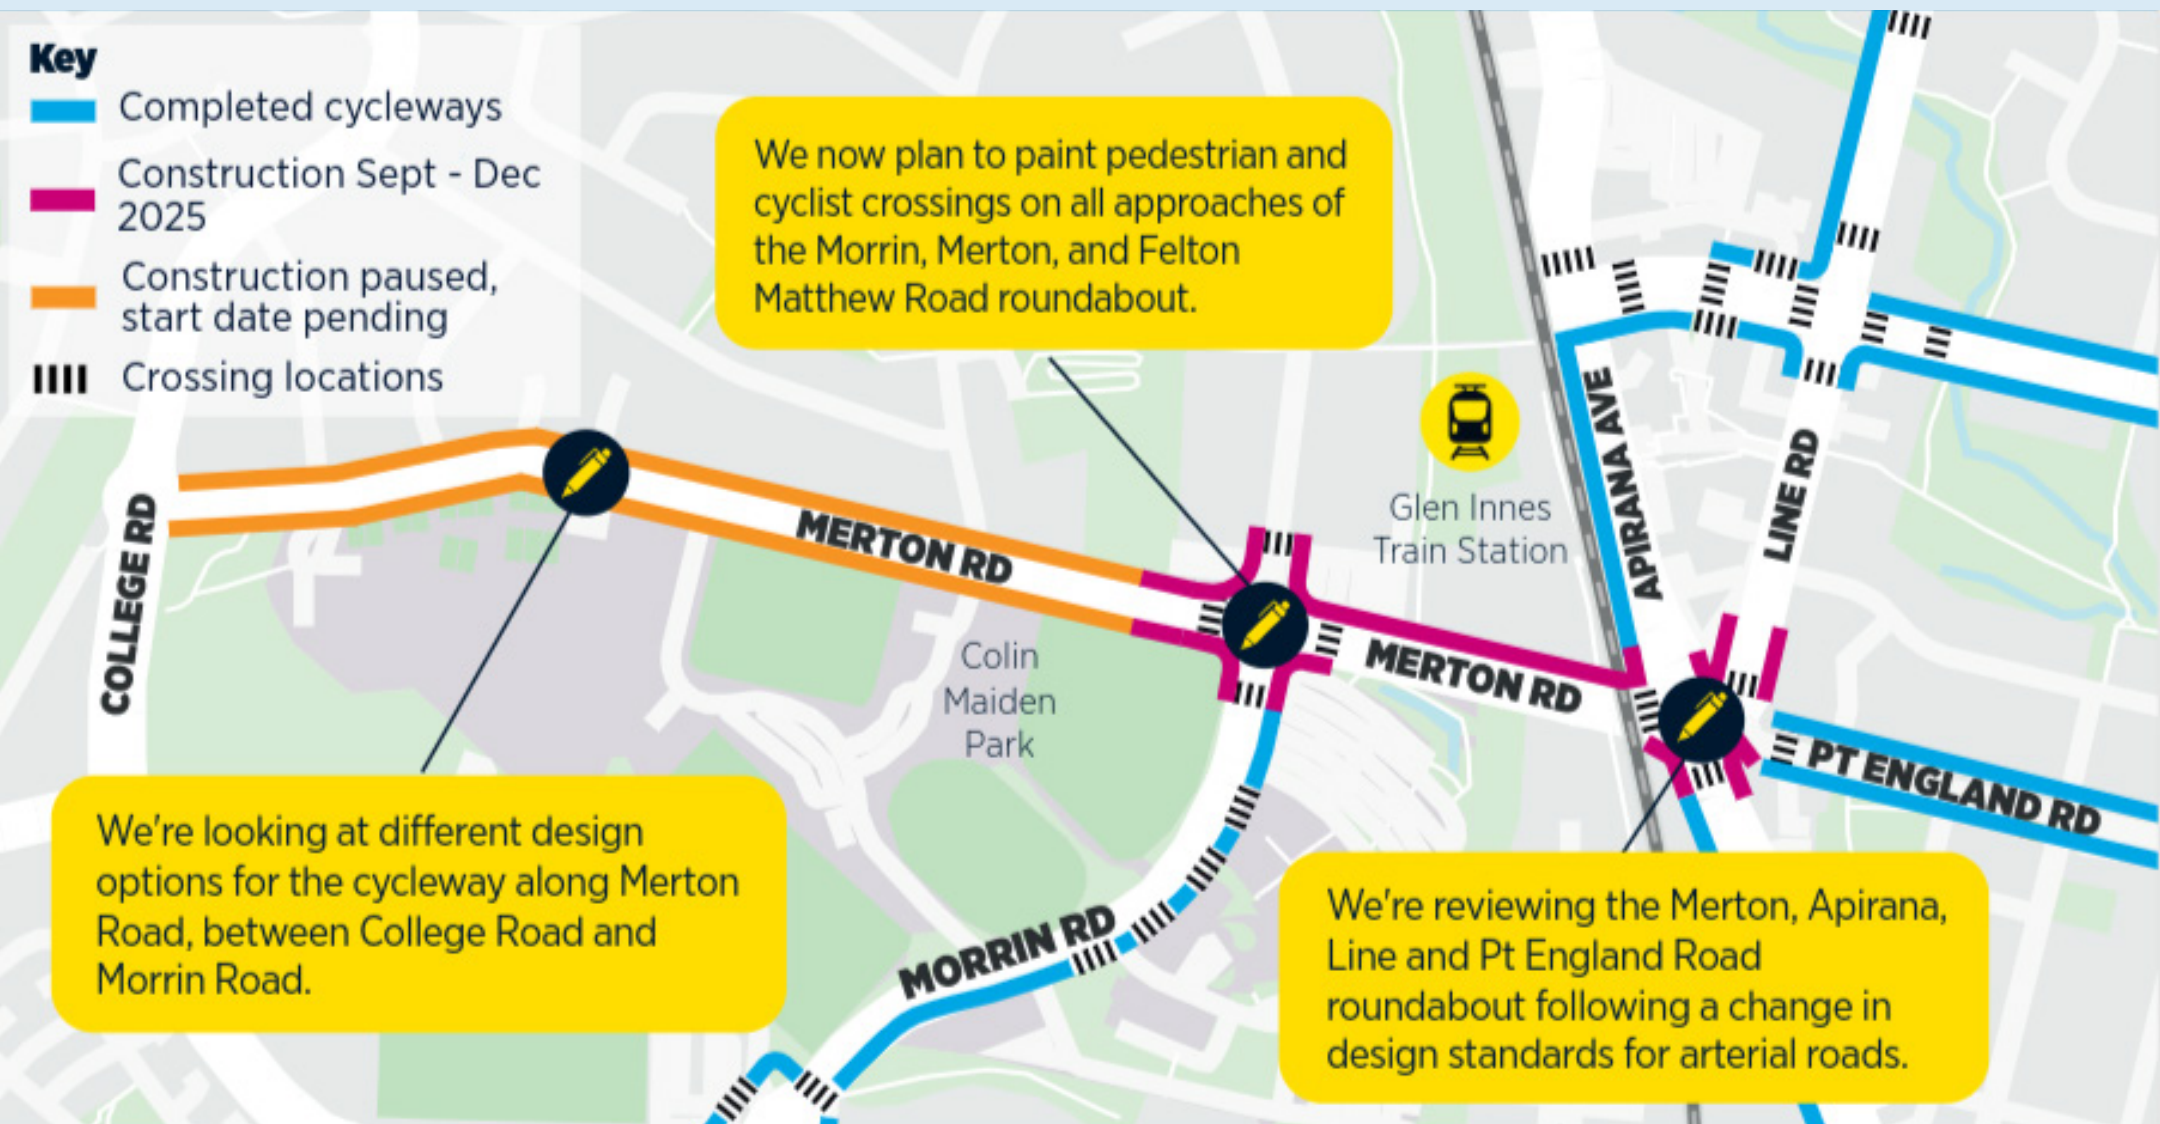 Key
Completed cycleways
Construction Sept - Dec
2025
Construction paused,
start date pending
Crossing locations
We now plan to paint pedestrian and
cyclist crossings on all approaches of
the Morrin, Merton, and Felton
Matthew Road roundabout.
Glen Innes
Train Station
APIRANA AVE
LINE RD
COLLEGE RD
MERTON RD
Colin
Maiden
Park
MERTON RD
PT ENGLAND RD
MORRIN RD
We're looking at different design
options for the cycleway along Merton
Road, between College Road and
Morrin Road.
We're reviewing the Merton, Apirana,
Line and Pt England Road
roundabout following a change in
design standards for arterial roads.